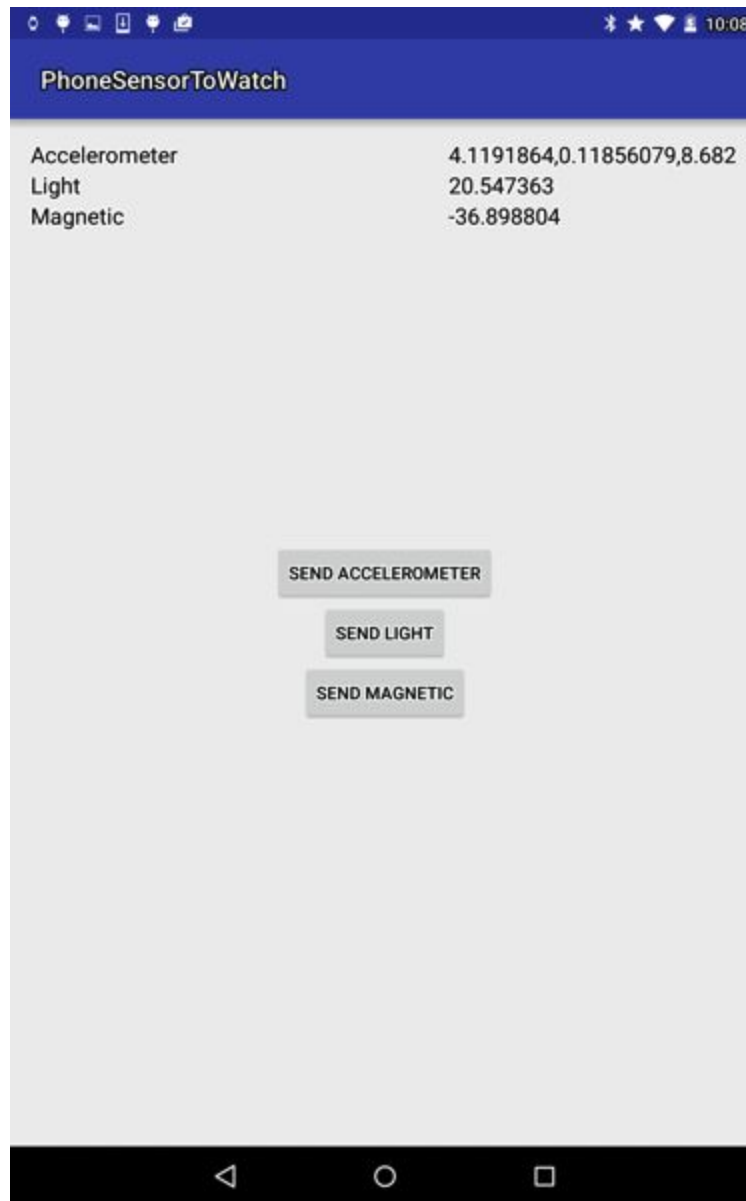 10:08
PhoneSensorToWatch
Accelerometer 4.1191864,0.11856079,8.682
Light 20.547363
Magnetic -36.898804
SEND ACCELEROMETER
SEND LIGHT
SEND MAGNETIC